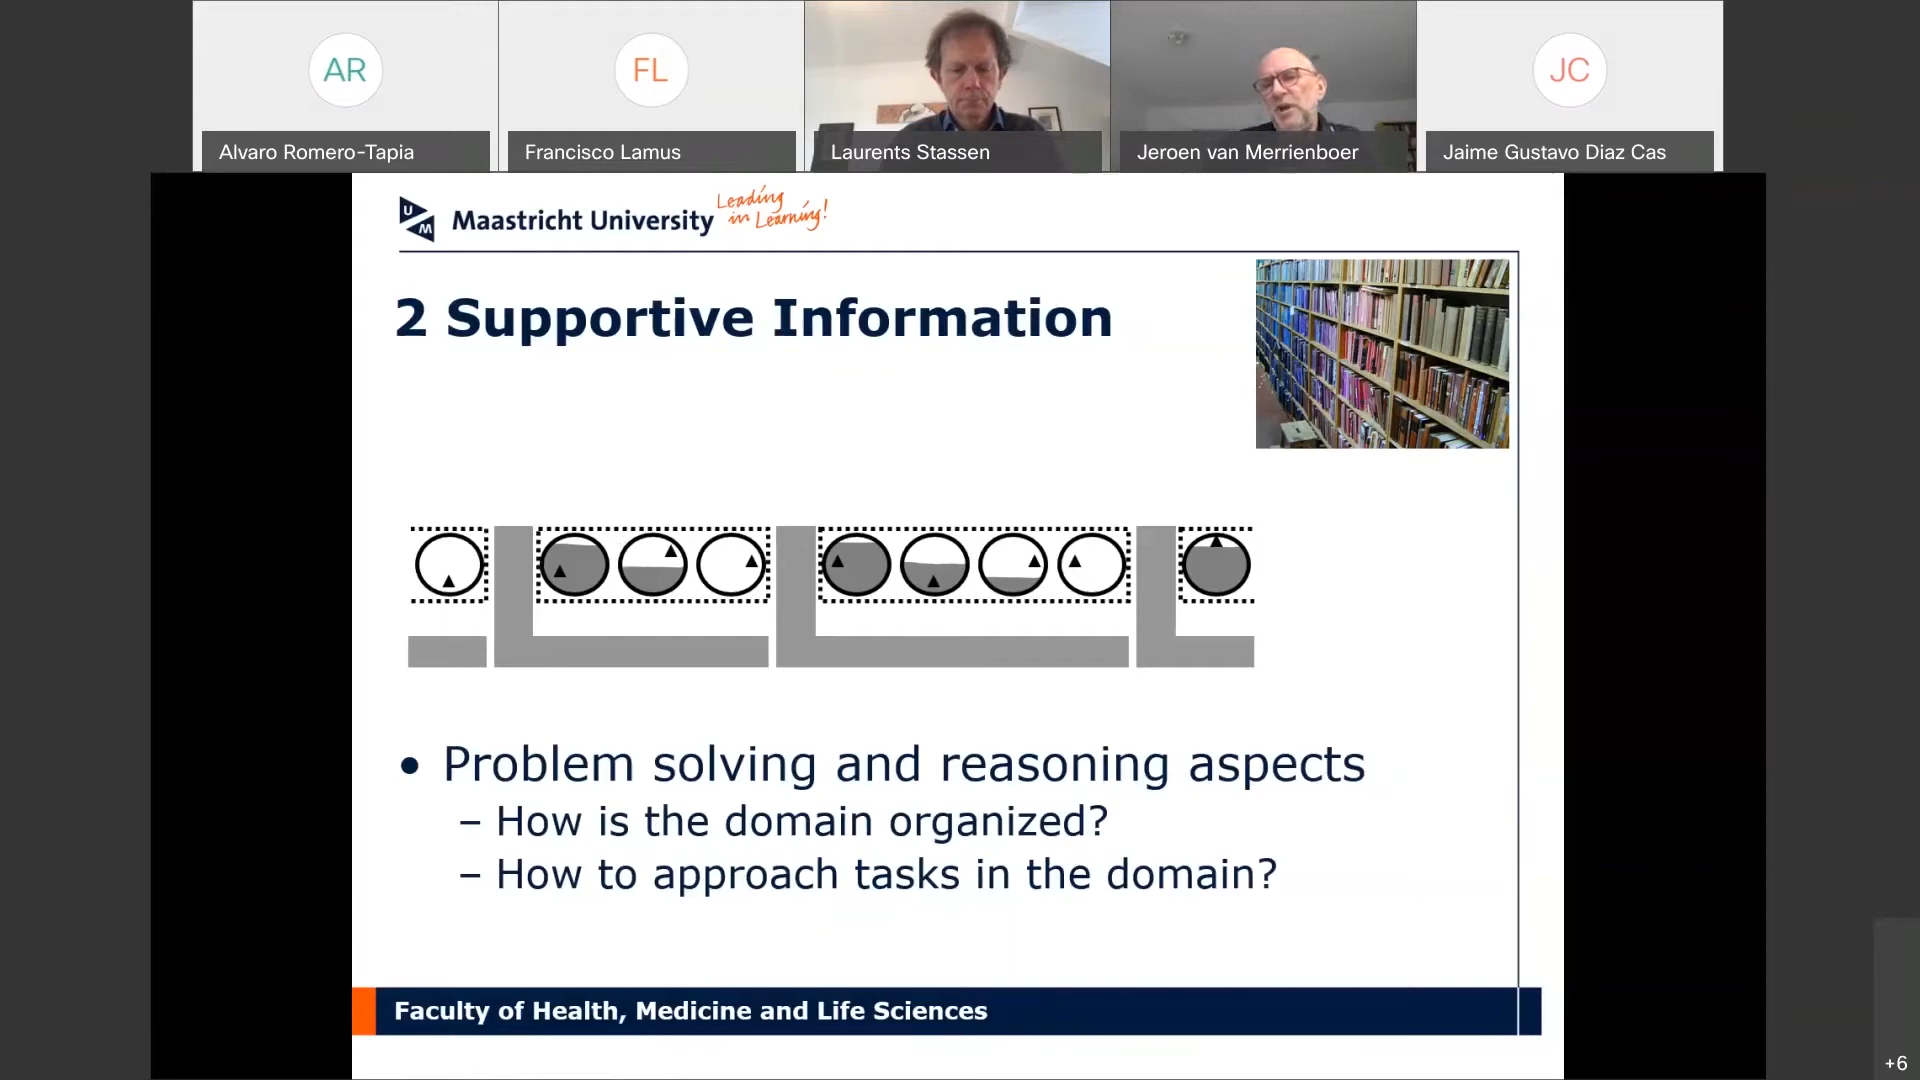 AR
FL
JC
Alvaro Romero-Tapia
Francisco Lamus
Laurents Stassen
Jeroen van Merrienboer
Jaime Gustavo Diaz Cas
UM
Maastricht University
Leading
in Learning!
2 Supportive Information
• Problem solving and reasoning aspects
– How is the domain organized?
– How to approach tasks in the domain?
Faculty of Health, Medicine and Life Sciences
+6